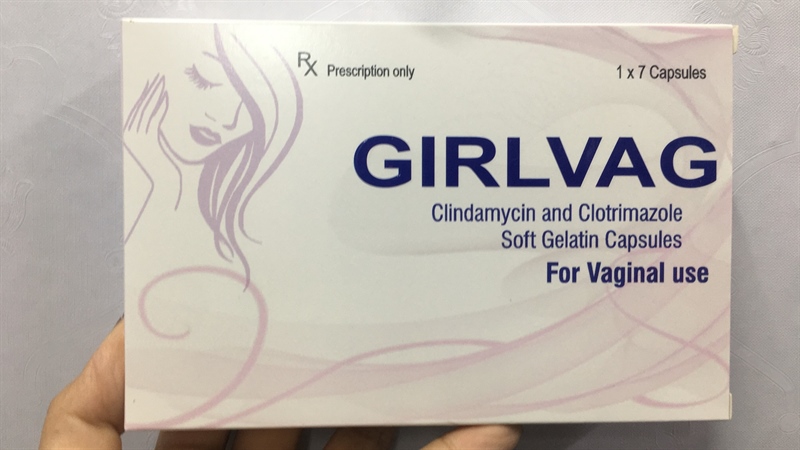 Rx Prescription only
1 x 7 Capsules
GIRLVAG
Clindamycin and Clotrimazole
Soft Gelatin Capsules
For Vaginal use